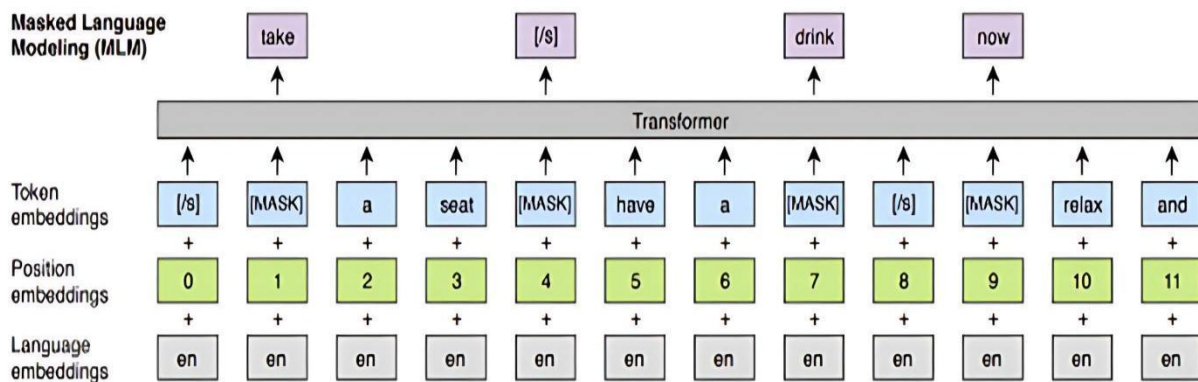 Masked Language
Modeling (MLM)
take [/s] drink now
Transformer
Token
embeddings
[/s] [MASK] a seat [MASK] have a [MASK] [/s] [MASK] relax and
+ + + + + + + + + + + +
Position
embeddings
0 1 2 3 4 5 6 7 8 9 10 11
+ + + + + + + + + + + +
Language
embeddings
en en en en en en en en en en en en